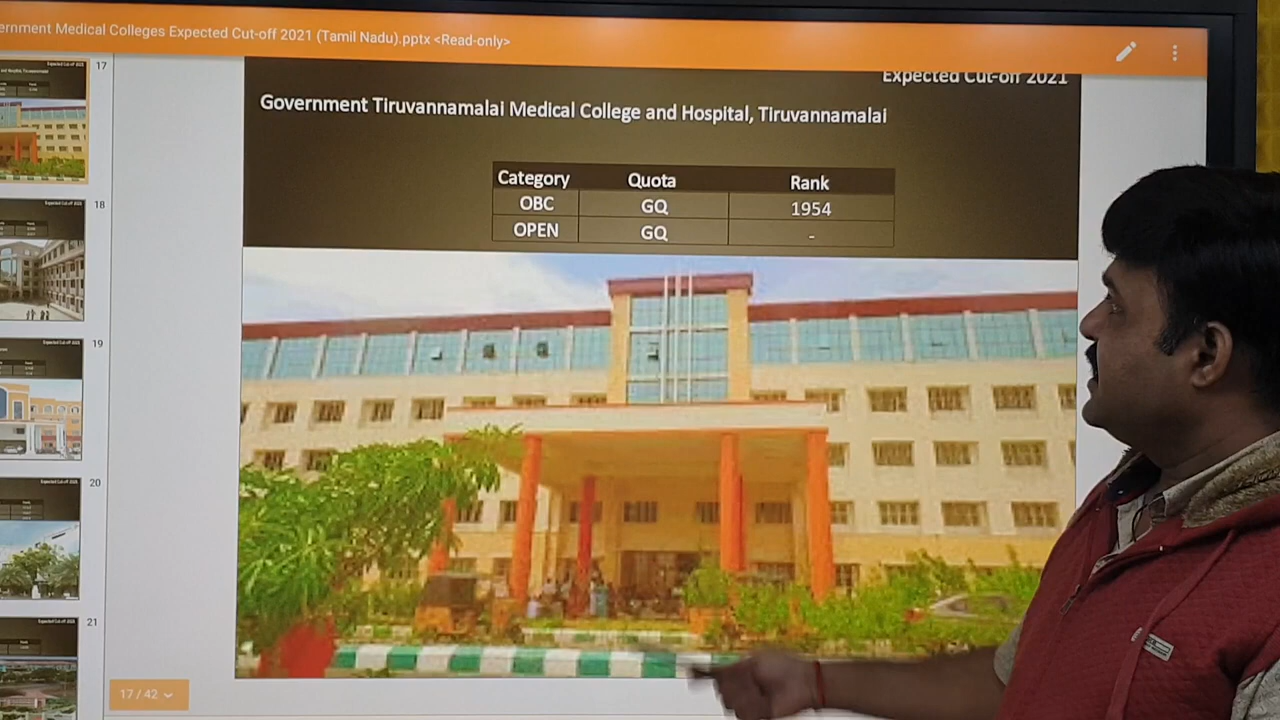 ernment Medical Colleges Expected Cut-off 2021 (Tamil Nadu).pptx <Read-only>
Expected Cut-off 2021
Government Tiruvannamalai Medical College and Hospital, Tiruvannamalai
Category Quota Rank
OBC GQ 1954
OPEN GQ -
17
18
19
20
21
17 / 42